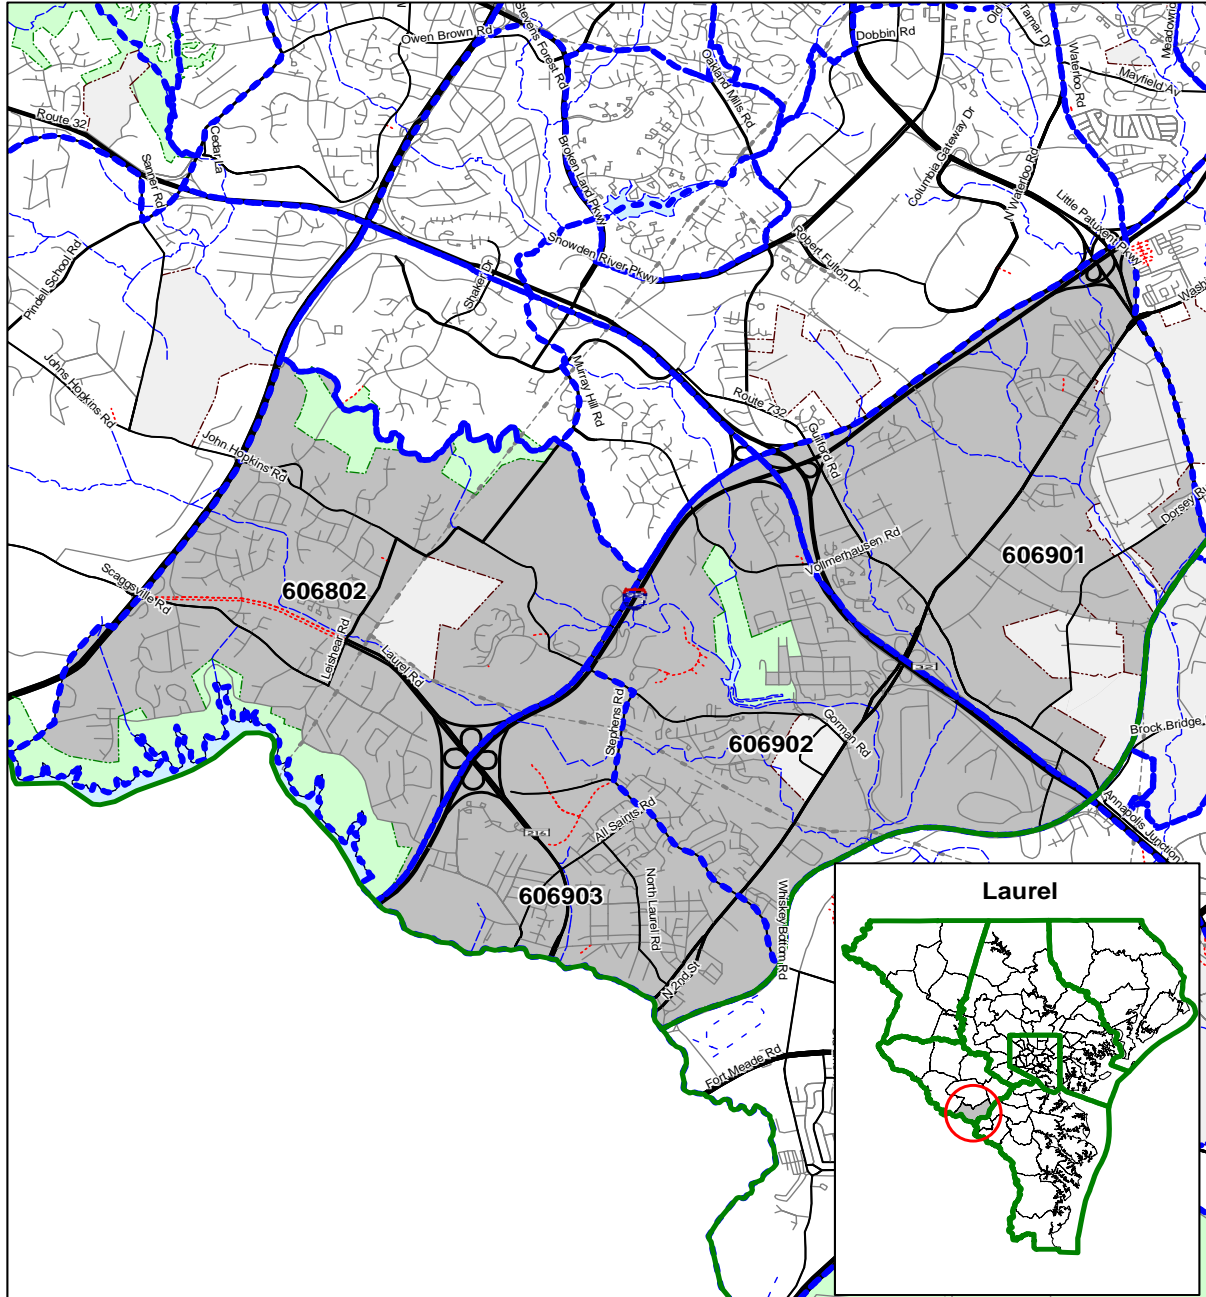 Owen Brown Rd
Stevens Forest Rd
Dobbin Rd
Old
Tamar Dr
Meadowrid
Waterloo Rd
Mayfield Av
Oakland Mills Rd
Route 32
Cedar La
Sanner Rd
Broken Land Pkwy
Columbia Gateway Dr
N Waterloo Rd
Little Patuxent Pkwy
Wash
Pindell School Rd
Shaker Dr
Snowden River Pkwy
Robert Fulton Dr
Johns Hopkins Rd
Murray Hill Rd
Route 732
Guilford Rd
John Hopkins Rd
Dorsey Ru
Vollmerhausen Rd
606901
Scaggsville Rd
606802
Leishear Rd
Laurel Rd
Stephens Rd
606902
Gorman Rd
Brock Bridge
Annapolis Junction
All Saints Rd
606903
North Laurel Rd
Whiskey Bottom Rd
N 2nd St
Fort Meade Rd
Laurel